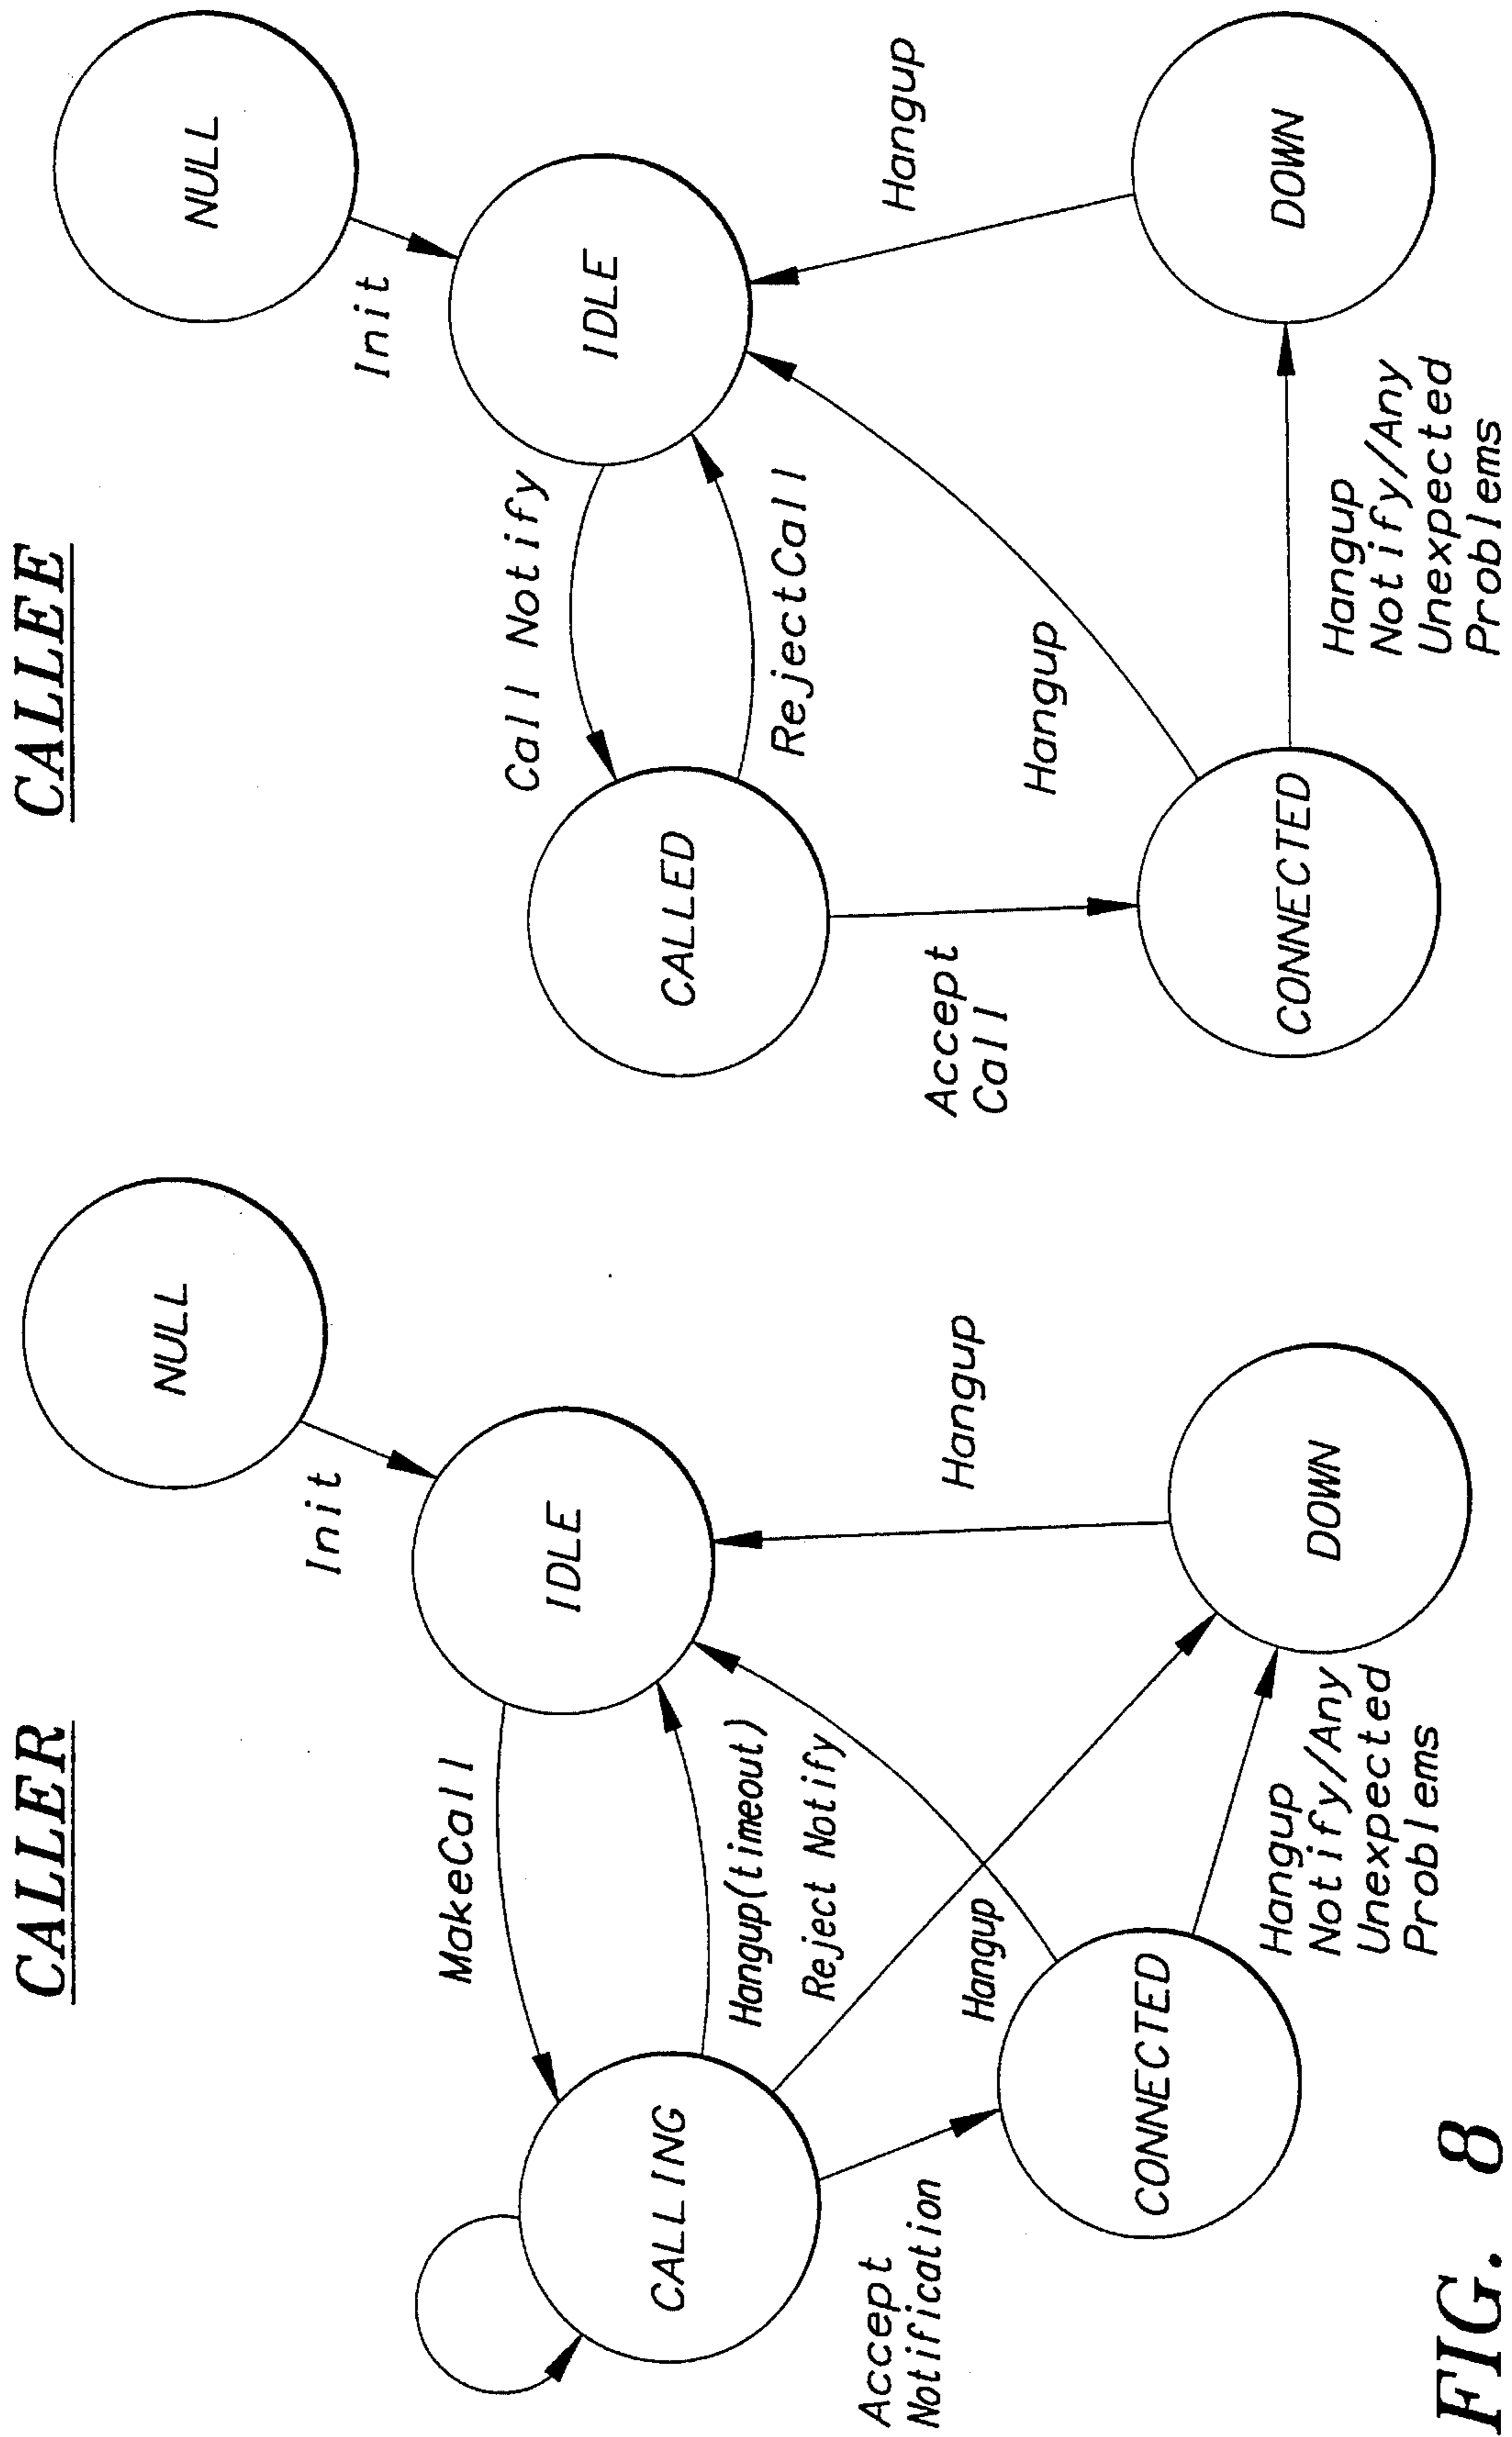 CALLER
NULL
Init
IDLE
MakeCall
Hangup(timeout)
Reject Notify
Hangup
CALLING
Hangup
Accept
Notification
CONNECTED
DOWN
Hangup
Notify/Any
Unexpected
Problems
CALLEE
NULL
Init
IDLE
Call Notify
RejectCall
Hangup
CALLED
Hangup
Accept
Call
CONNECTED
DOWN
Hangup
Notify/Any
Unexpected
Problems
FIG. 8